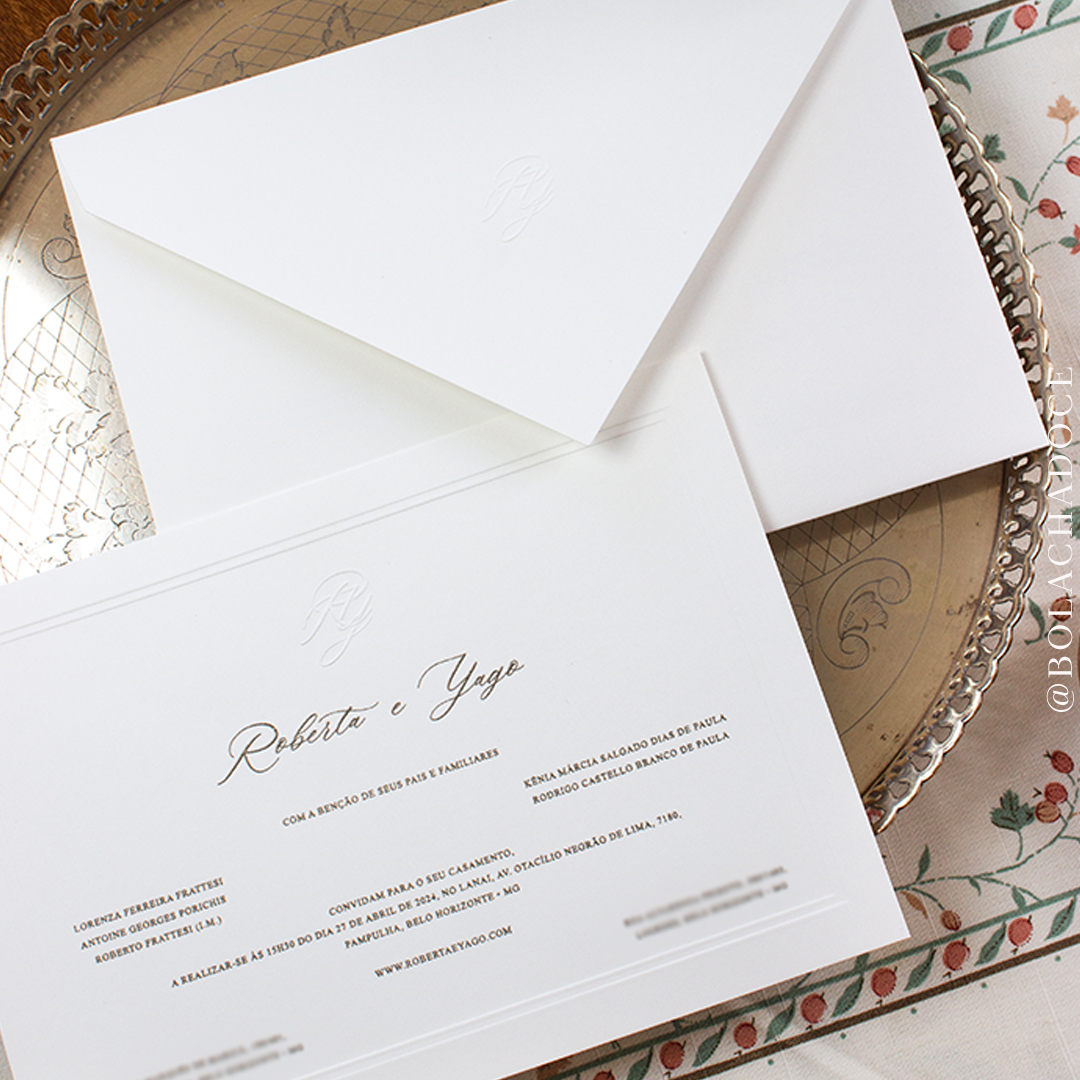 RY
RY
Roberta e Yago
COM A BENÇÃO DE SEUS PAIS E FAMILIARES
LORENZA FERREIRA FRATTESI
ANTOINE GEORGES PORICHIS
ROBERTO FRATTESI (I.M.)
KÊNIA MÁRCIA SALGADO DIAS DE PAULA
RODRIGO CASTELLO BRANCO DE PAULA
CONVIDAM PARA O SEU CASAMENTO,
A REALIZAR-SE ÀS 15H30 DO DIA 27 DE ABRIL DE 2024, NO LANAI, AV. OTACÍLIO NEGRÃO DE LIMA, 7180,
PAMPULHA, BELO HORIZONTE - MG
WWW.ROBERTAEYAGO.COM
@BOLACHADOCE